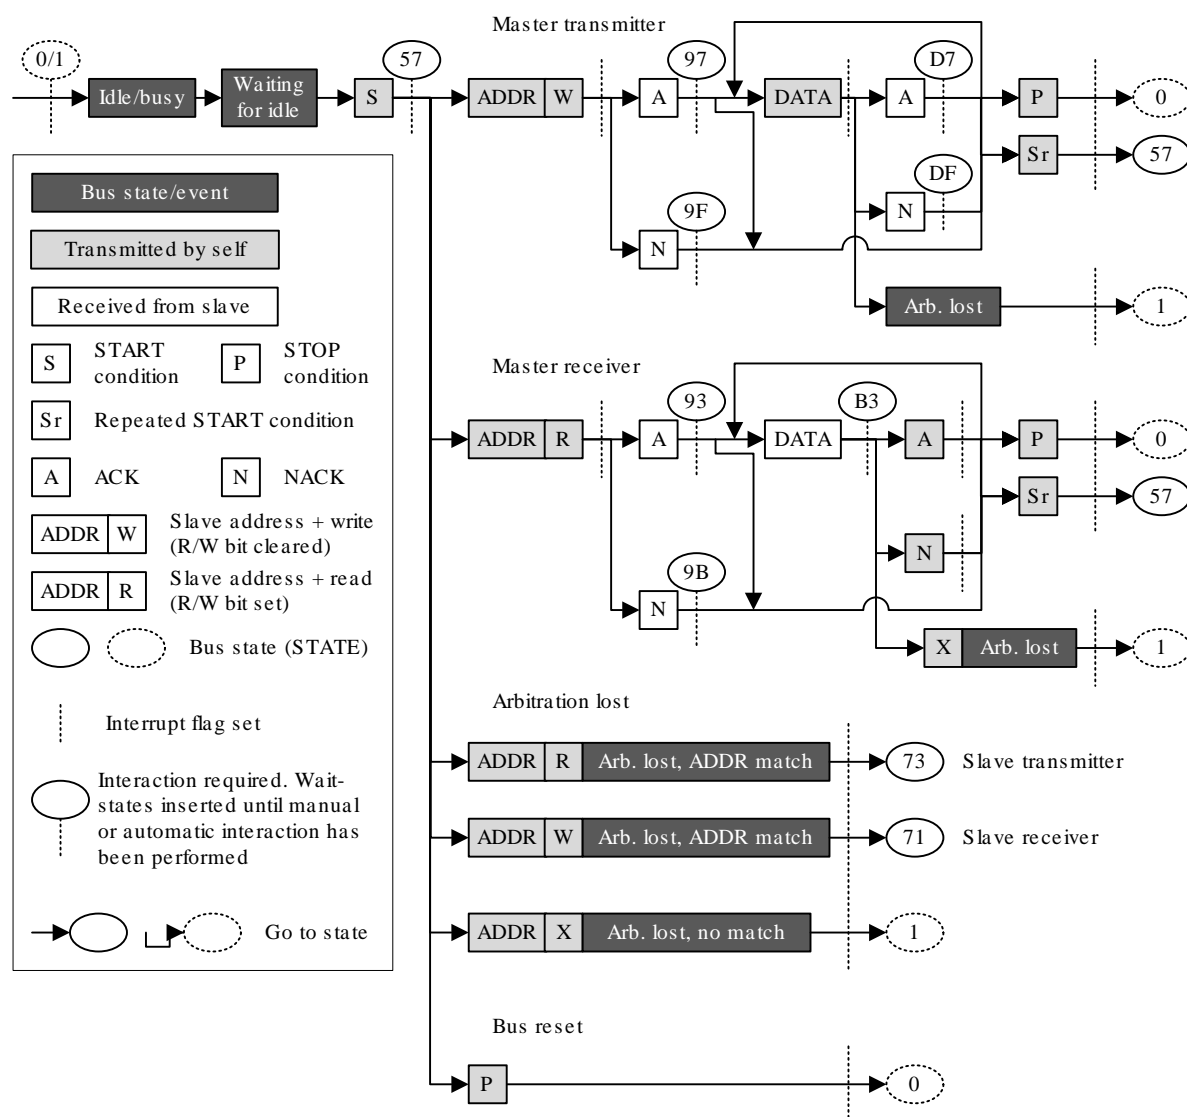 Master transmitter
0/1
57
97
D7
Idle/busy
Waiting
for idle
S
ADDR W
A
DATA
A
P
0
Sr
57
DF
N
9F
N
Arb. lost
1
Bus state/event
Transmitted by self
Received from slave
S
START
condition
P
STOP
condition
Sr
Repeated START condition
A
ACK
N
NACK
ADDR W
Slave address + write
(R/W bit cleared)
ADDR R
Slave address + read
(R/W bit set)
Bus state (STATE)
Interrupt flag set
Interaction required. Wait-
states inserted until manual
or automatic interaction has
been performed
Go to state
Master receiver
93
B3
ADDR R
A
DATA
A
P
0
Sr
57
N
9B
N
X Arb. lost
1
Arbitration lost
ADDR R Arb. lost, ADDR match
73
Slave transmitter
ADDR W Arb. lost, ADDR match
71
Slave receiver
ADDR X Arb. lost, no match
1
Bus reset
P
0